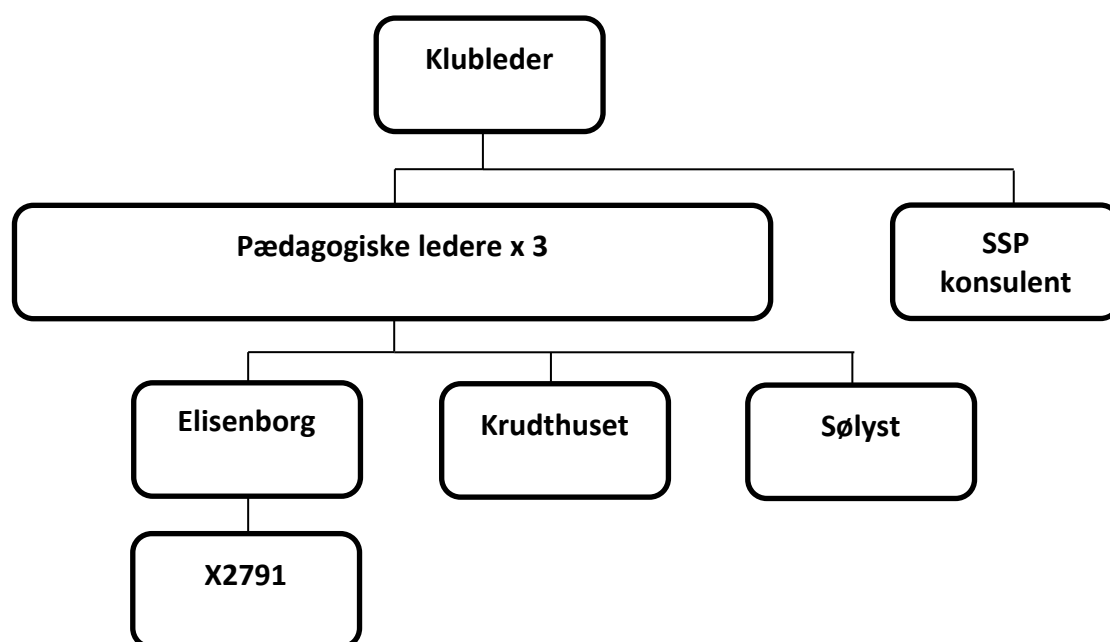 Klubleder
Pædagogiske ledere x 3
SSP
konsulent
Elisenborg
Krudthuset
Sølyst
X2791